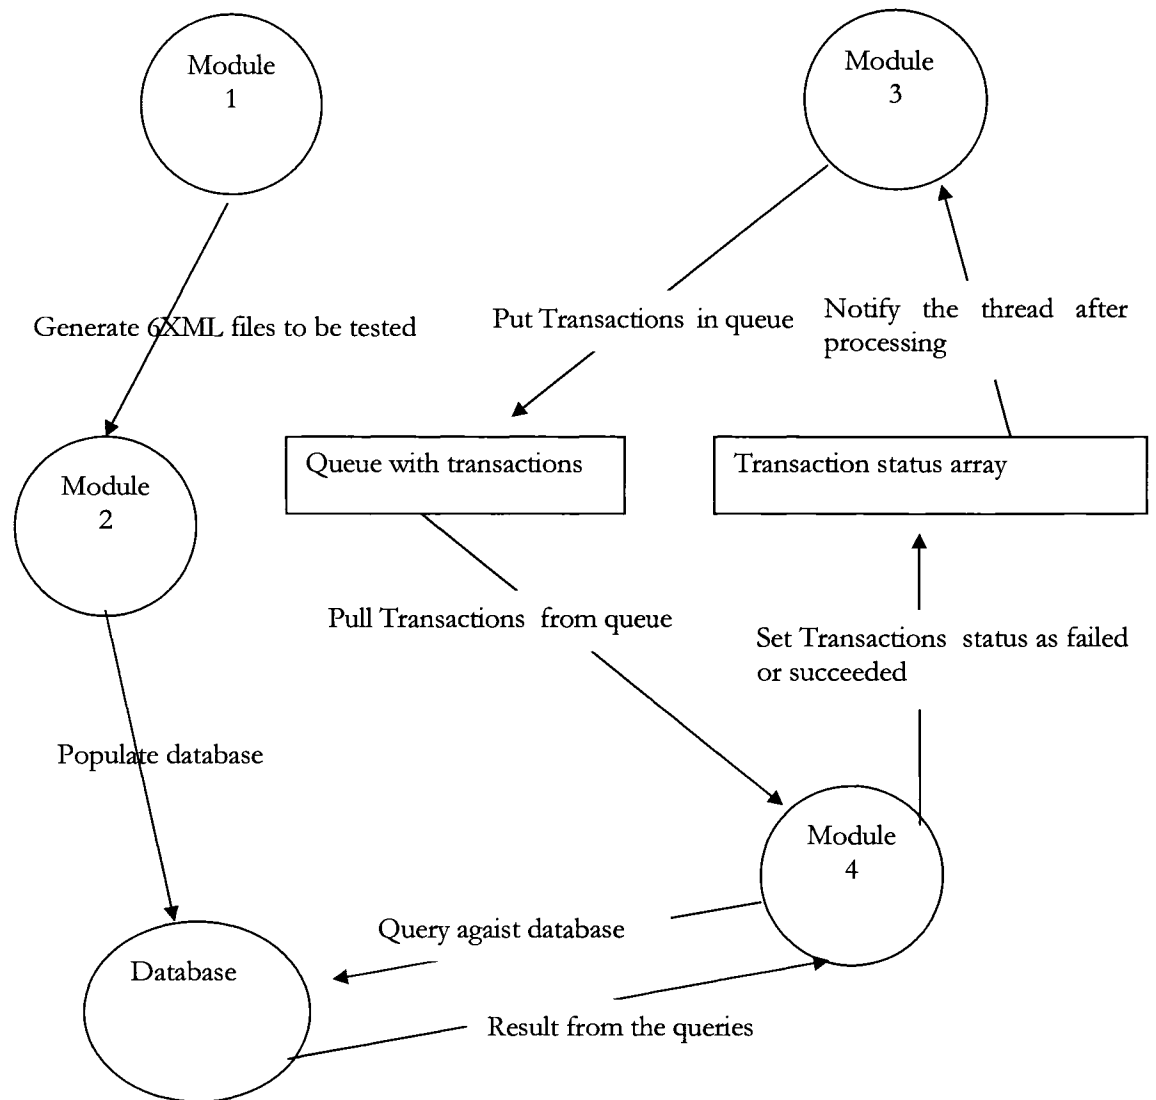 Module
1
Module
3
Generate 6XML files to be tested
Put Transactions in queue
Notify the thread after
processing
Module
2
Queue with transactions
Transaction status array
Pull Transactions from queue
Set Transactions status as failed
or succeeded
Populate database
Module
4
Query agaist database
Database
Result from the queries